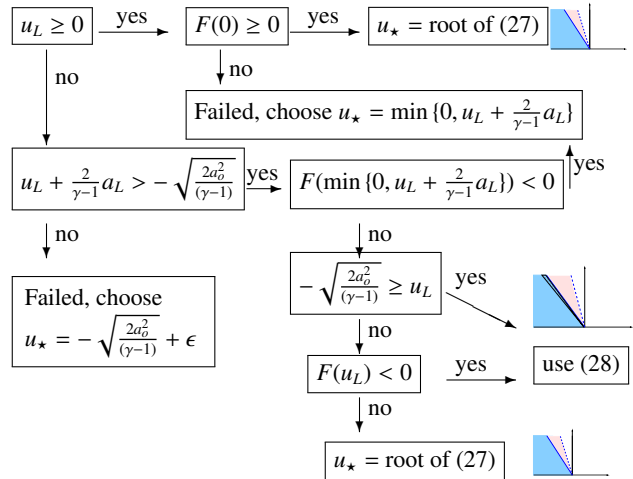 u_L ≥ 0 yes F(0) ≥ 0 yes u_⋆ = root of (27)
no no
Failed, choose u_⋆ = min {0, u_L + \frac{2}{γ−1} a_L}
u_L + \frac{2}{γ−1} a_L > −\sqrt{\frac{2a_o^2}{(γ−1)}} yes F(min {0, u_L + \frac{2}{γ−1} a_L}) < 0 yes
no no
Failed, choose
u_⋆ = −\sqrt{\frac{2a_o^2}{(γ−1)}} + ϵ
−\sqrt{\frac{2a_o^2}{(γ−1)}} ≥ u_L yes
no
F(u_L) < 0 yes use (28)
no
u_⋆ = root of (27)